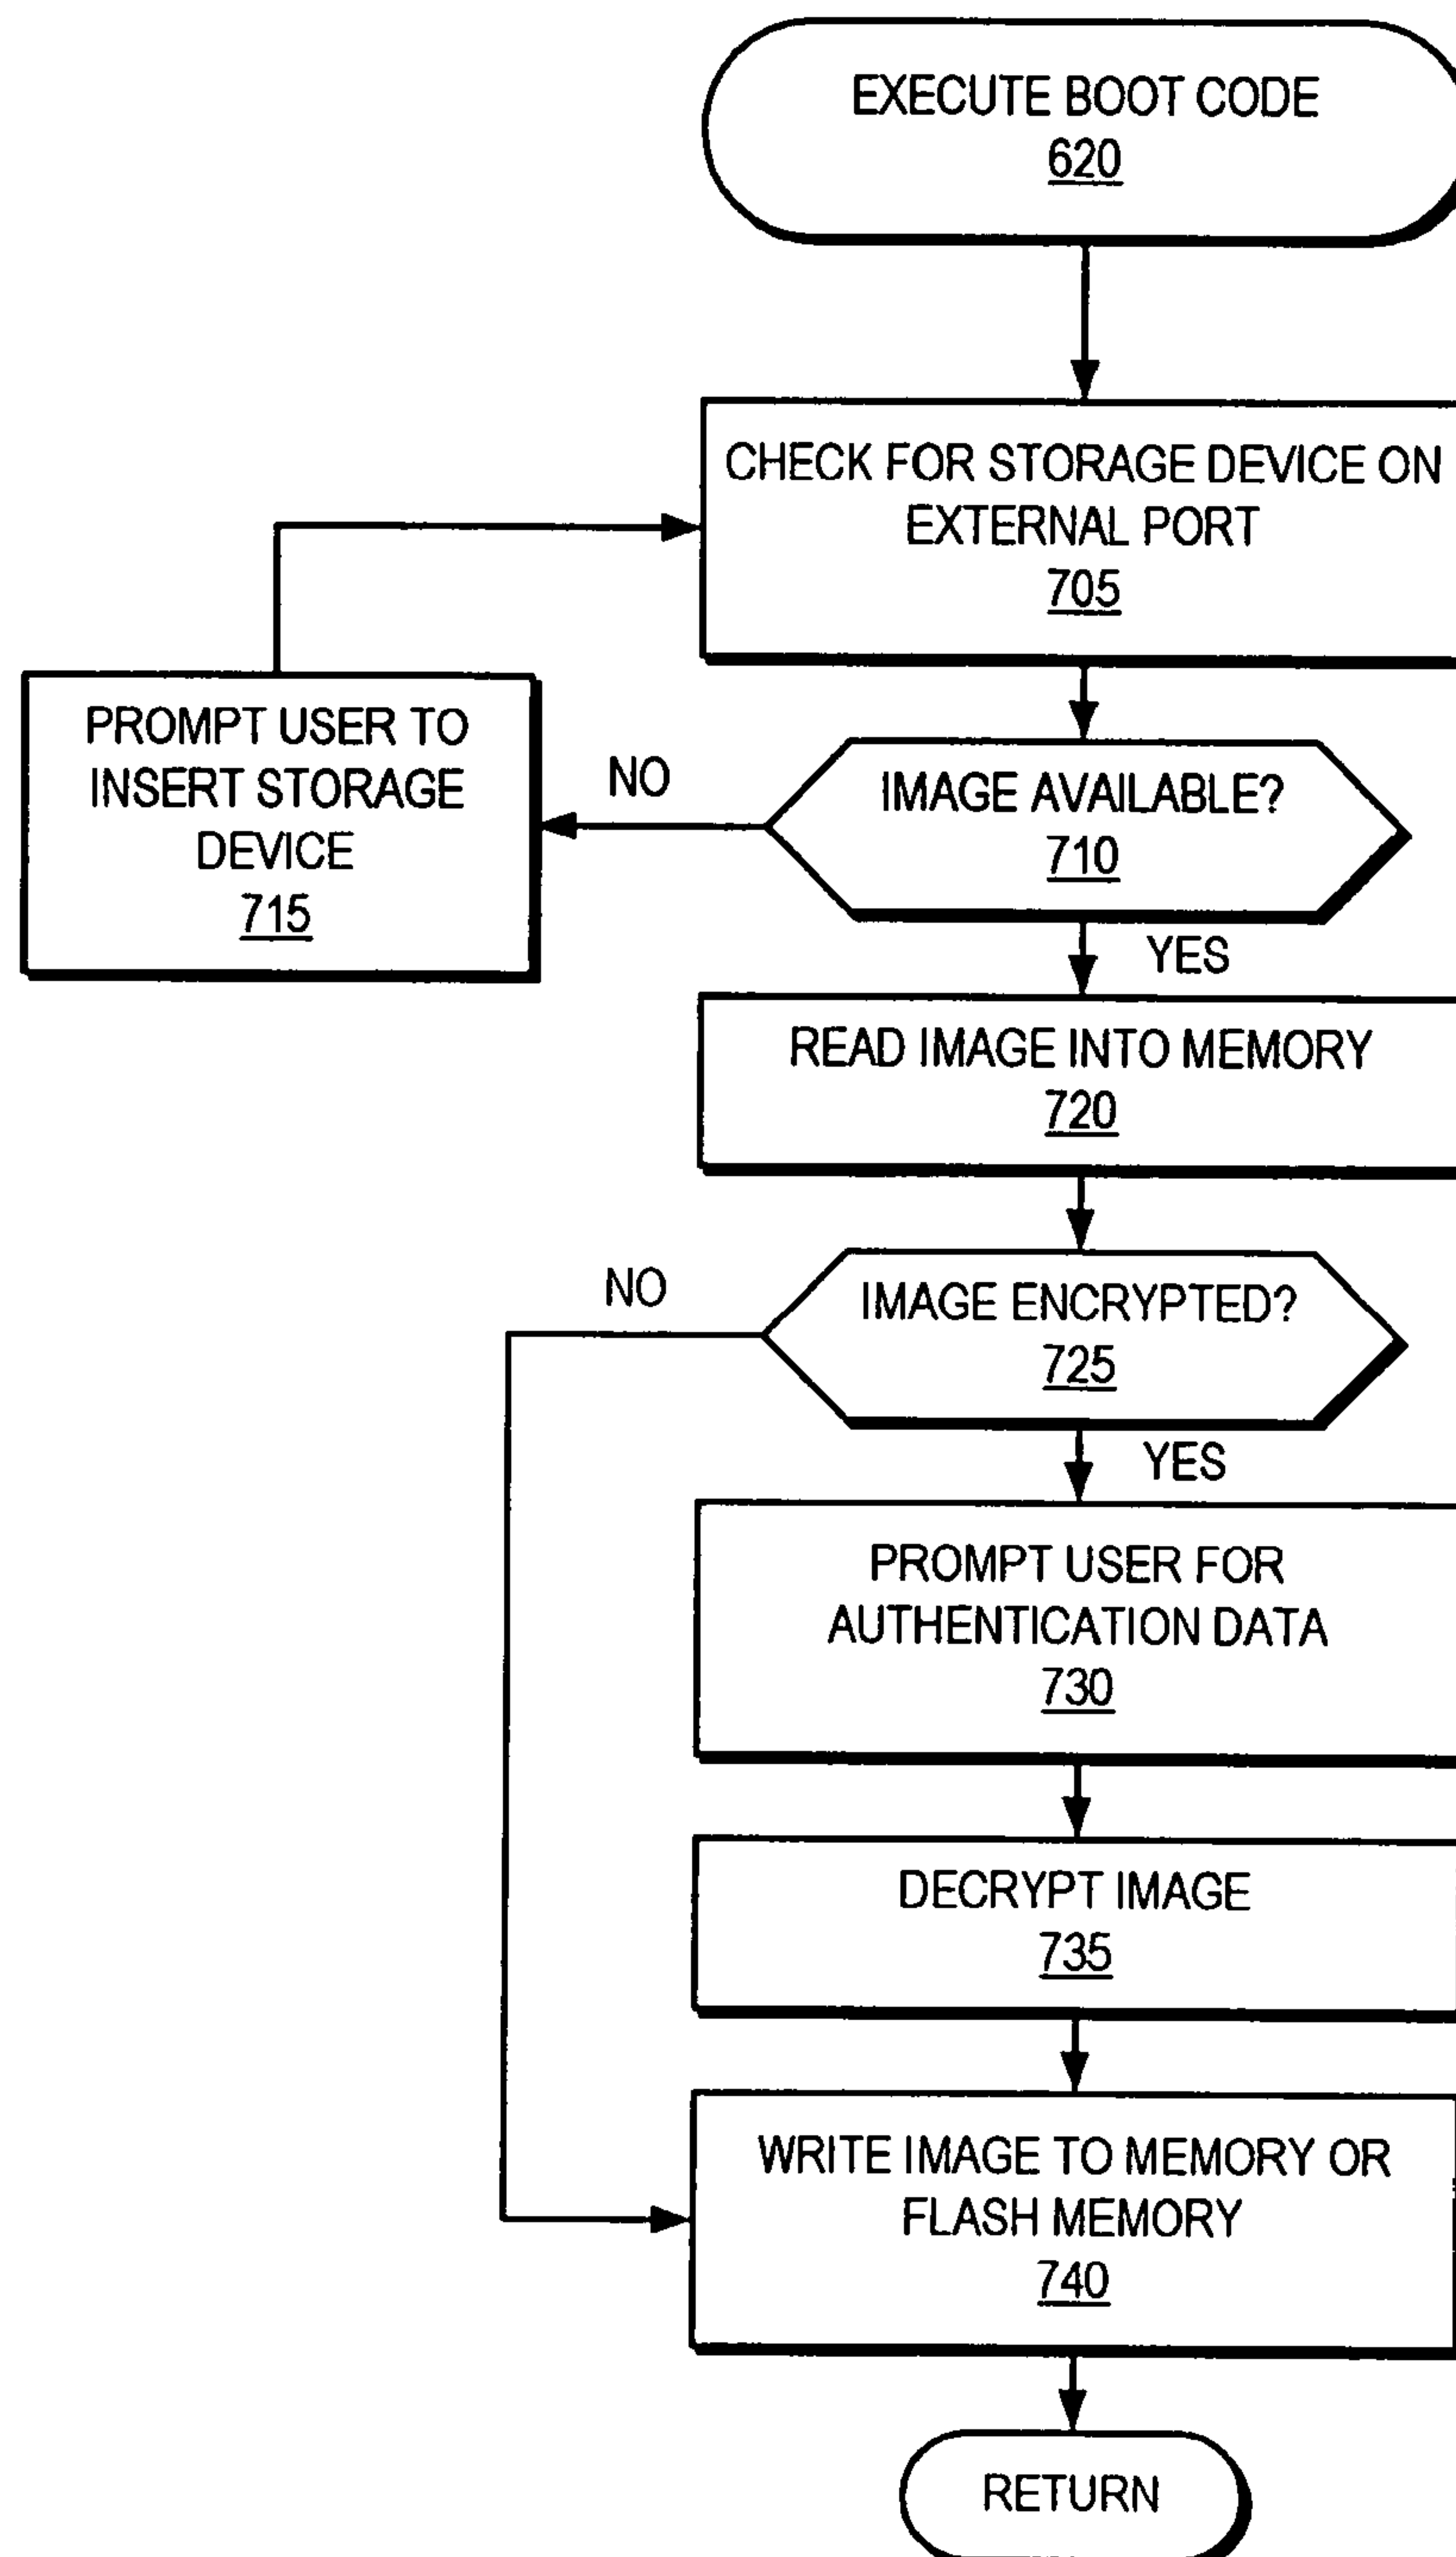 EXECUTE BOOT CODE
620
CHECK FOR STORAGE DEVICE ON
EXTERNAL PORT
705
PROMPT USER TO
INSERT STORAGE
DEVICE
715
NO
IMAGE AVAILABLE?
710
YES
READ IMAGE INTO MEMORY
720
NO
IMAGE ENCRYPTED?
725
YES
PROMPT USER FOR
AUTHENTICATION DATA
730
DECRYPT IMAGE
735
WRITE IMAGE TO MEMORY OR
FLASH MEMORY
740
RETURN